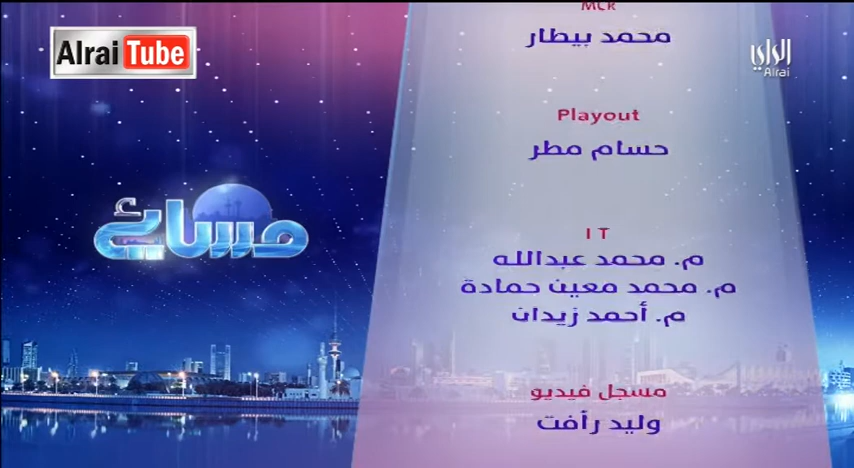 Alrai Tube
الراي
Alrai
MCR
محمد بيطار
Playout
حسام مطر
مسائي
I T
م. محمد عبدالله
م. محمد معين حمادة
م. أحمد زيدان
مسجل فيديو
وليد رأفت